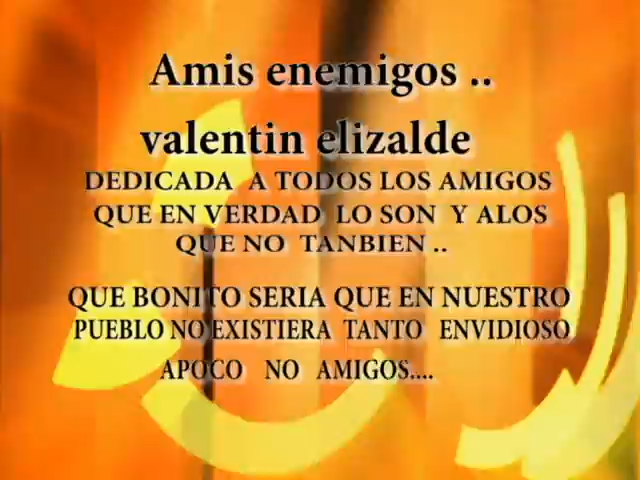 Amis enemigos ..
valentin elizalde
DEDICADA A TODOS LOS AMIGOS
QUE EN VERDAD LO SON Y ALOS
QUE NO TANBIEN ..
QUE BONITO SERIA QUE EN NUESTRO
PUEBLO NO EXISTIERA TANTO ENVIDIOSO
APOCO NO AMIGOS....